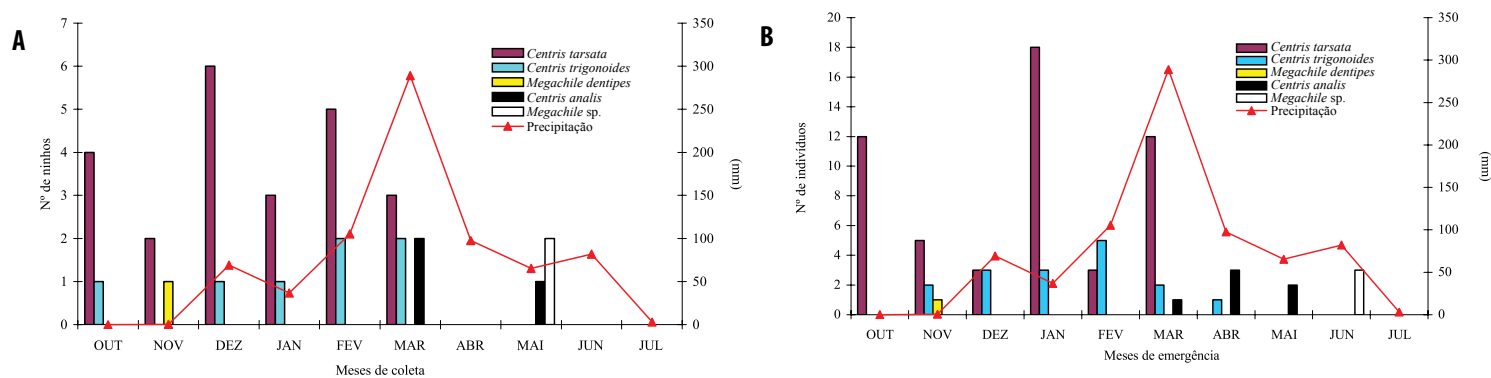 A
7
6
5
4
3
2
1
0
Nº de ninhos
350
300
250
200
150
100
50
0
(mm)
Centris tarsata
Centris trigonoides
Megachile dentipes
Centris analis
Megachile sp.
Precipitação
OUT NOV DEZ JAN FEV MAR ABR MAI JUN JUL
Meses de coleta
B
20
18
16
14
12
10
8
6
4
2
0
Nº de indivíduos
350
300
250
200
150
100
50
0
(mm)
Centris tarsata
Centris trigonoides
Megachile dentipes
Centris analis
Megachile sp.
Precipitação
OUT NOV DEZ JAN FEV MAR ABR MAI JUN JUL
Meses de emergência